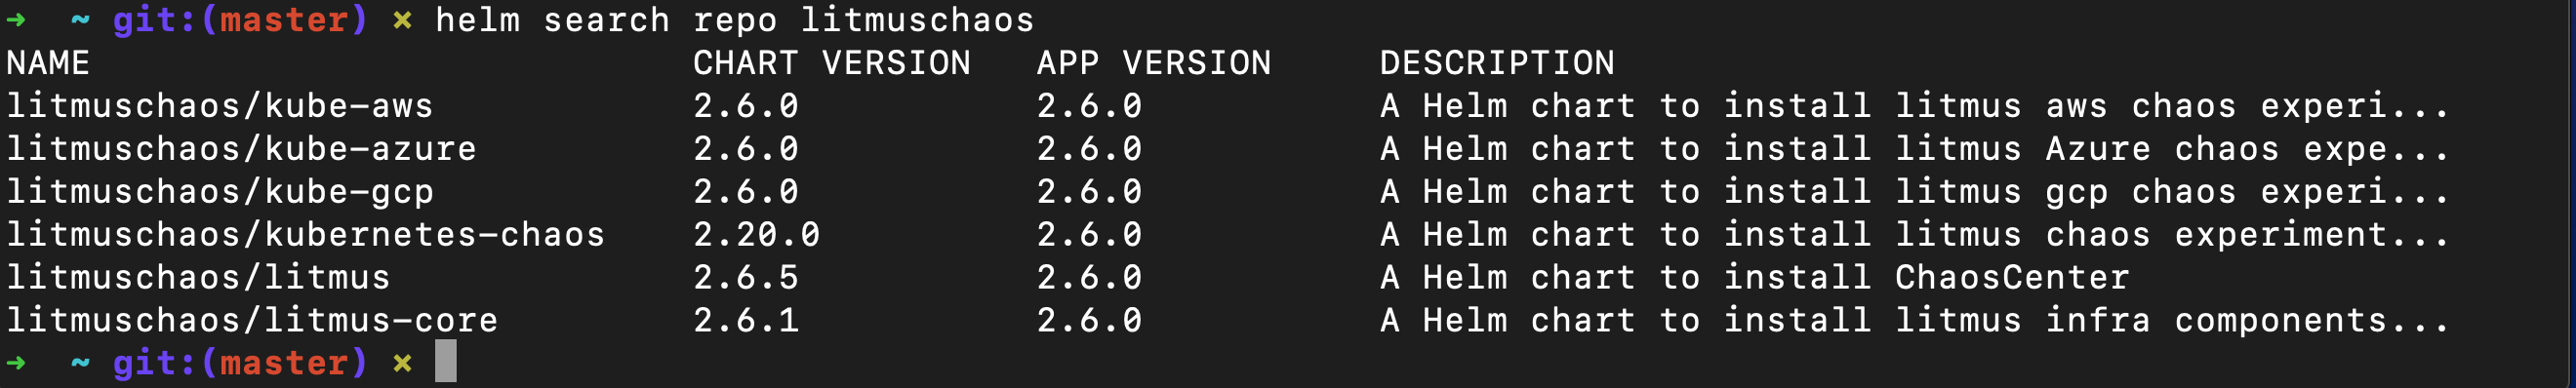 → ~ git:(master) × helm search repo litmuschaos
NAME CHART VERSION APP VERSION DESCRIPTION
litmuschaos/kube-aws 2.6.0 2.6.0 A Helm chart to install litmus aws chaos experi...
litmuschaos/kube-azure 2.6.0 2.6.0 A Helm chart to install litmus Azure chaos expe...
litmuschaos/kube-gcp 2.6.0 2.6.0 A Helm chart to install litmus gcp chaos experi...
litmuschaos/kubernetes-chaos 2.20.0 2.6.0 A Helm chart to install litmus chaos experiment...
litmuschaos/litmus 2.6.5 2.6.0 A Helm chart to install ChaosCenter
litmuschaos/litmus-core 2.6.1 2.6.0 A Helm chart to install litmus infra components...
→ ~ git:(master) ×